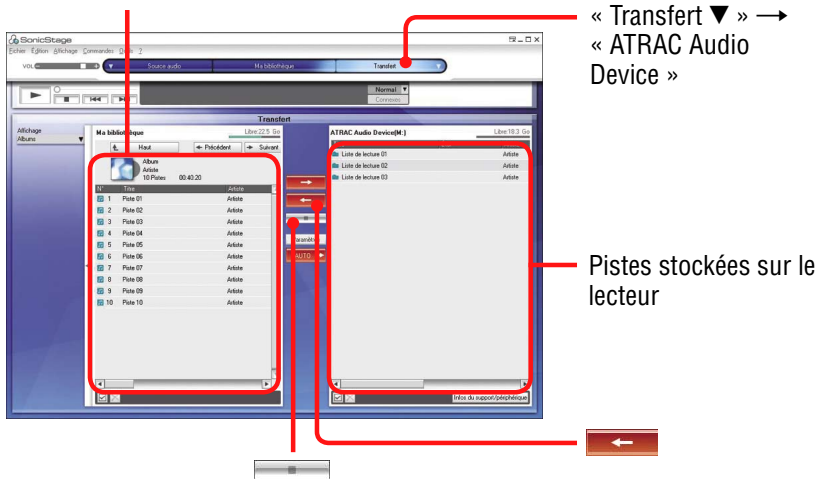 « Transfert ▼ » →
« ATRAC Audio
Device »
SonicStage
Fichier Edition Affichage Commandes Outils ?
VOL
Source audio
Ma bibliothèque
Transfert
Normal
Connexes
Transfert
Affichage
Albums
Ma bibliothèque Libre:22.5 Go
Haut Précédent Suivant
Album
Artiste
10 Pistes 00:40:20
N° Titre Artiste
1 Piste 01 Artiste
2 Piste 02 Artiste
3 Piste 03 Artiste
4 Piste 04 Artiste
5 Piste 05 Artiste
6 Piste 06 Artiste
7 Piste 07 Artiste
8 Piste 08 Artiste
9 Piste 09 Artiste
10 Piste 10 Artiste
Paramètre
AUTO
ATRAC Audio Device(M:) Libre:18.3 Go
Liste de lecture 01 Artiste
Liste de lecture 02 Artiste
Liste de lecture 03 Artiste
Infos du support/périphérique
Pistes stockées sur le
lecteur